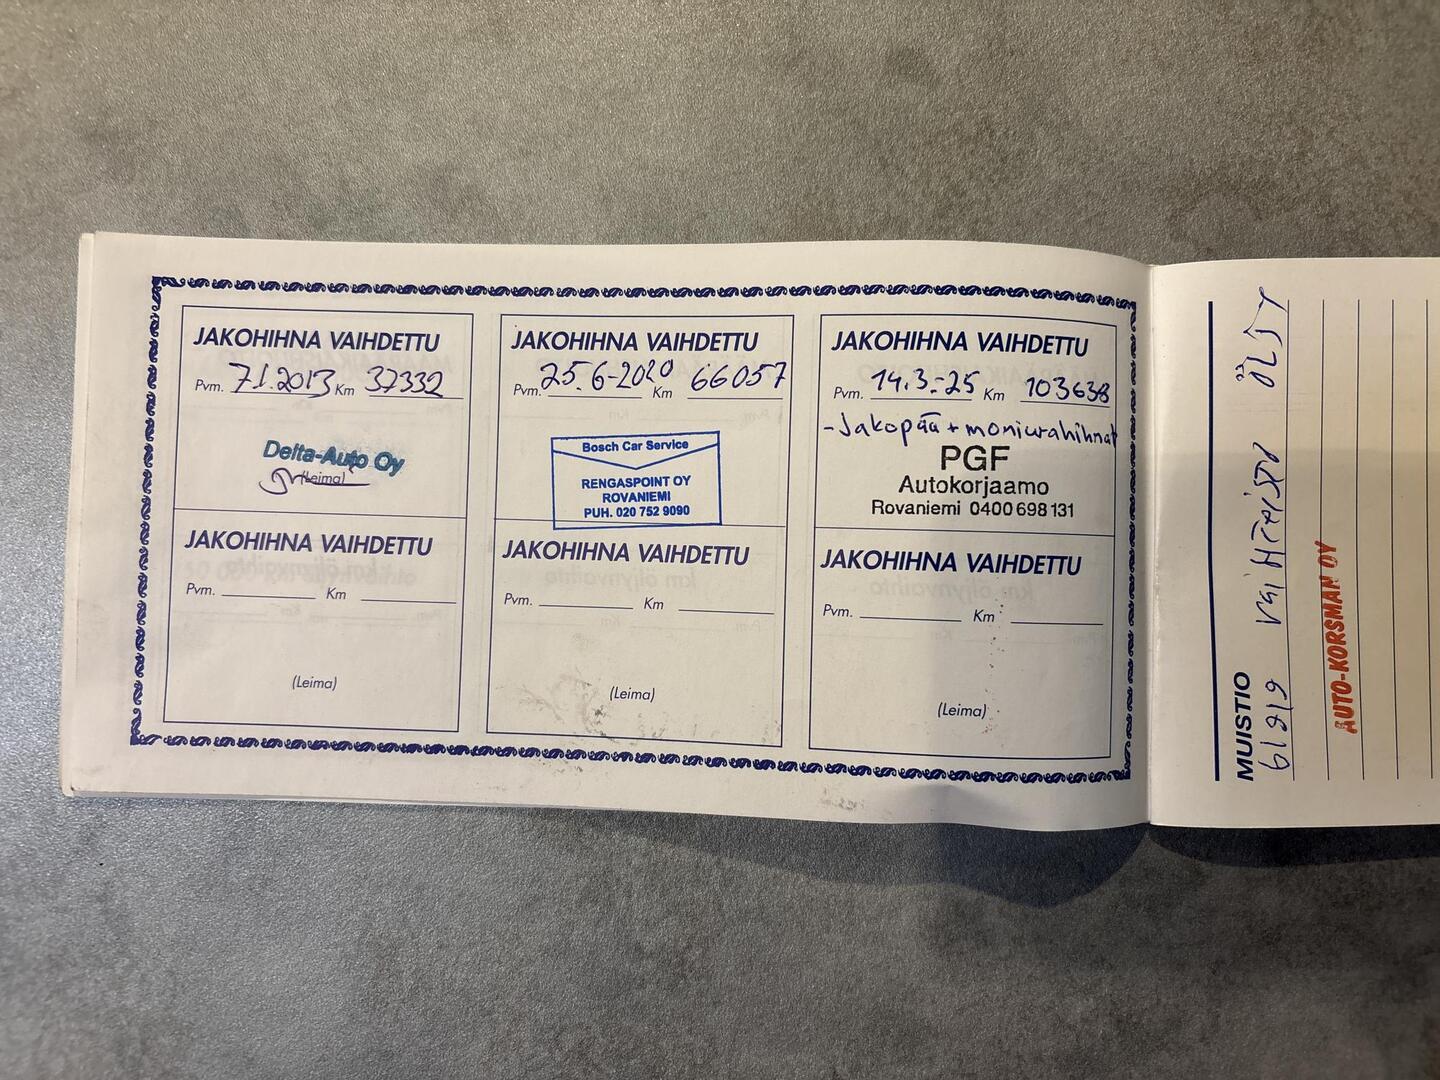 JAKOHIHNA VAIHDETTU
Pvm. 7.1.2013 Km 37332
Delta-Auto Oy
(Leima)
JAKOHIHNA VAIHDETTU
Pvm. 25.6-2020 Km 66057
Bosch Car Service
RENGASPOINT OY
ROVANIEMI
PUH. 020 752 9090
JAKOHIHNA VAIHDETTU
Pvm. 14.3.-25 Km 103638
-Jakopää + moniurahihnat
PGF
Autokorjaamo
Rovaniemi 0400 698 131
JAKOHIHNA VAIHDETTU
Pvm. Km
(Leima)
JAKOHIHNA VAIHDETTU
Pvm. Km
(Leima)
JAKOHIHNA VAIHDETTU
Pvm. Km
(Leima)
MUISTIO
ÖLJY
AUTO-KORSMAN OY